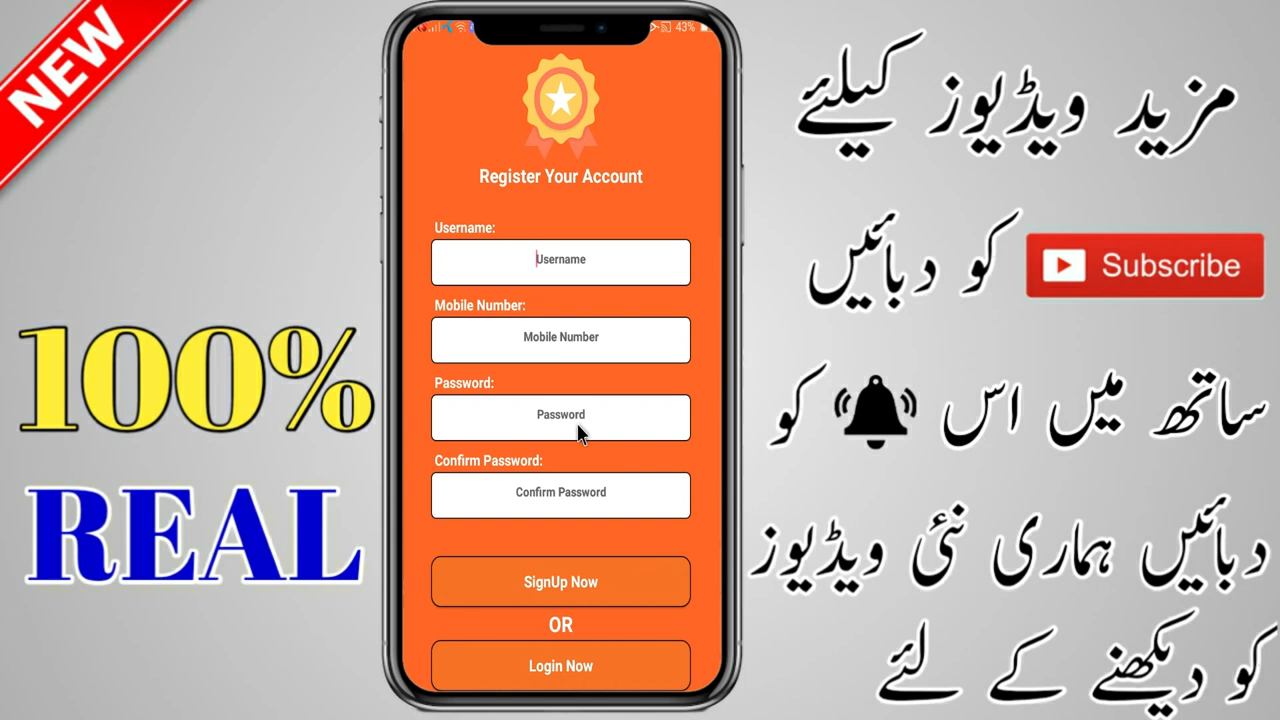 NEW
100%
REAL
43%
Register Your Account
Username:
Username
Mobile Number:
Mobile Number
Password:
Password
Confirm Password:
Confirm Password
SignUp Now
OR
Login Now
مزید ویڈیوز کیلئے
Subscribe کو دبائیں
ساتھ میں اس کو
دبائیں ہماری نئی ویڈیوز
کو دیکھنے کے لئے